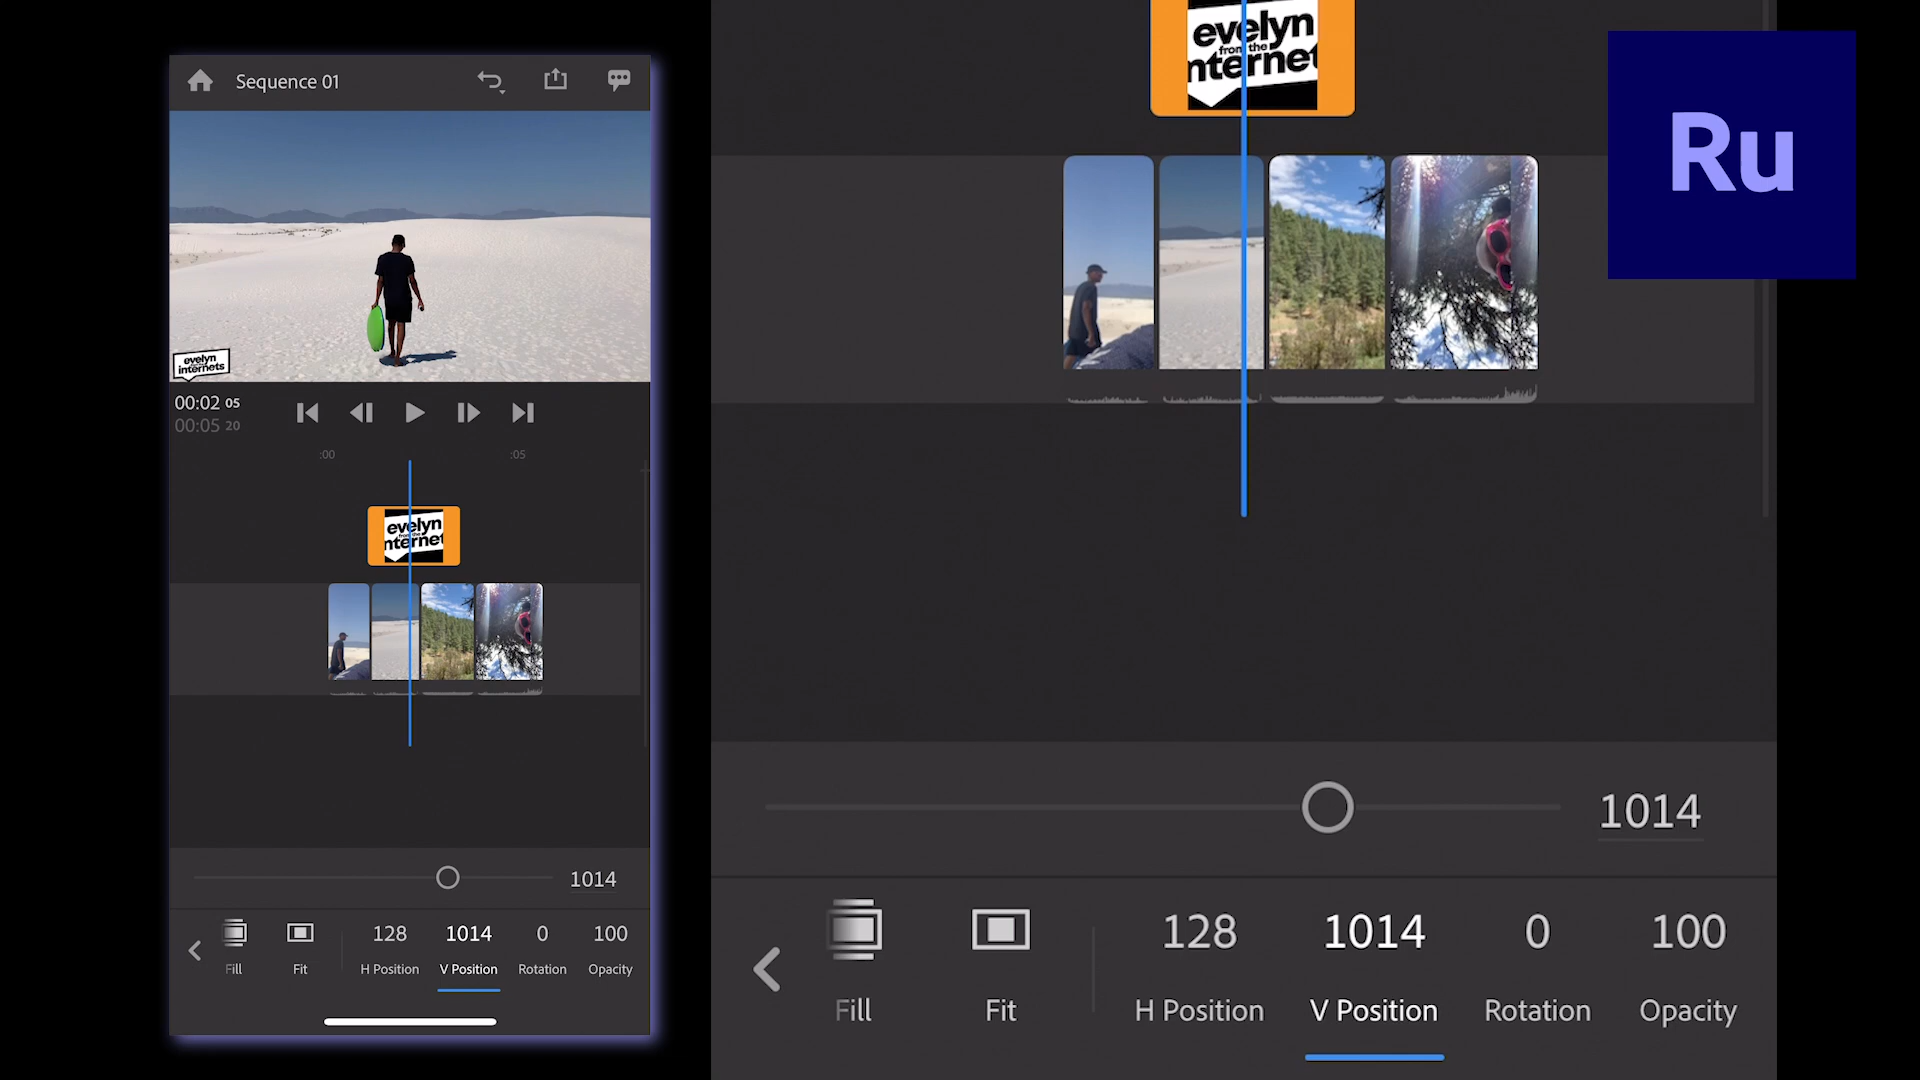 Sequence 01
evelyn
internets
00:02 05
00:05 20
:00
:05
evelyn
from the
nternet
1014
128
1014
0
100
Fill
Fit
H Position
V Position
Rotation
Opacity
evelyn
from the
nternet
Ru
1014
128
1014
0
100
Fill
Fit
H Position
V Position
Rotation
Opacity